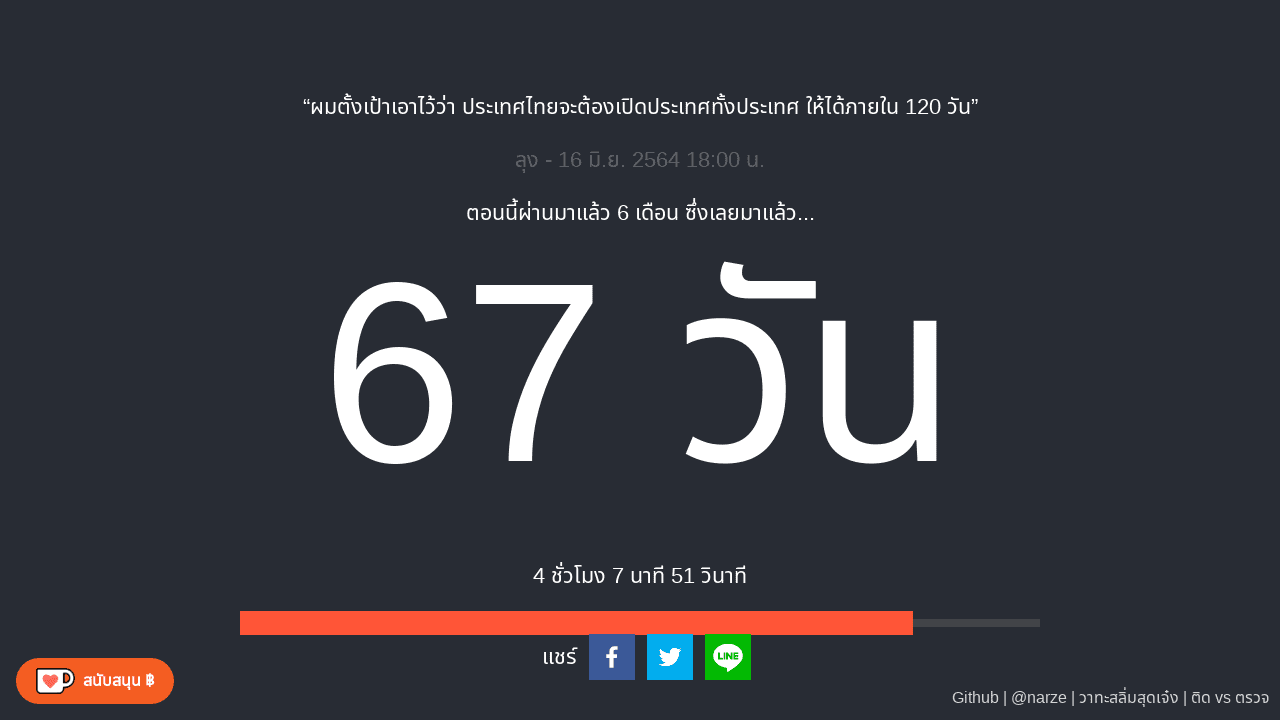 “ผมตั้งเป้าเอาไว้ว่า ประเทศไทยจะต้องเปิดประเทศทั้งประเทศ ให้ได้ภายใน 120 วัน”
ลุง - 16 มิ.ย. 2564 18:00 น.
ตอนนี้ผ่านมาแล้ว 6 เดือน ซึ่งเลยมาแล้ว...
67 วัน
4 ชั่วโมง 7 นาที 51 วินาที
แชร์
LINE
สนับสนุน ฿
Github | @narze | วาทะสลิ่มสุดเจ๋ง | ติด vs ตรวจ